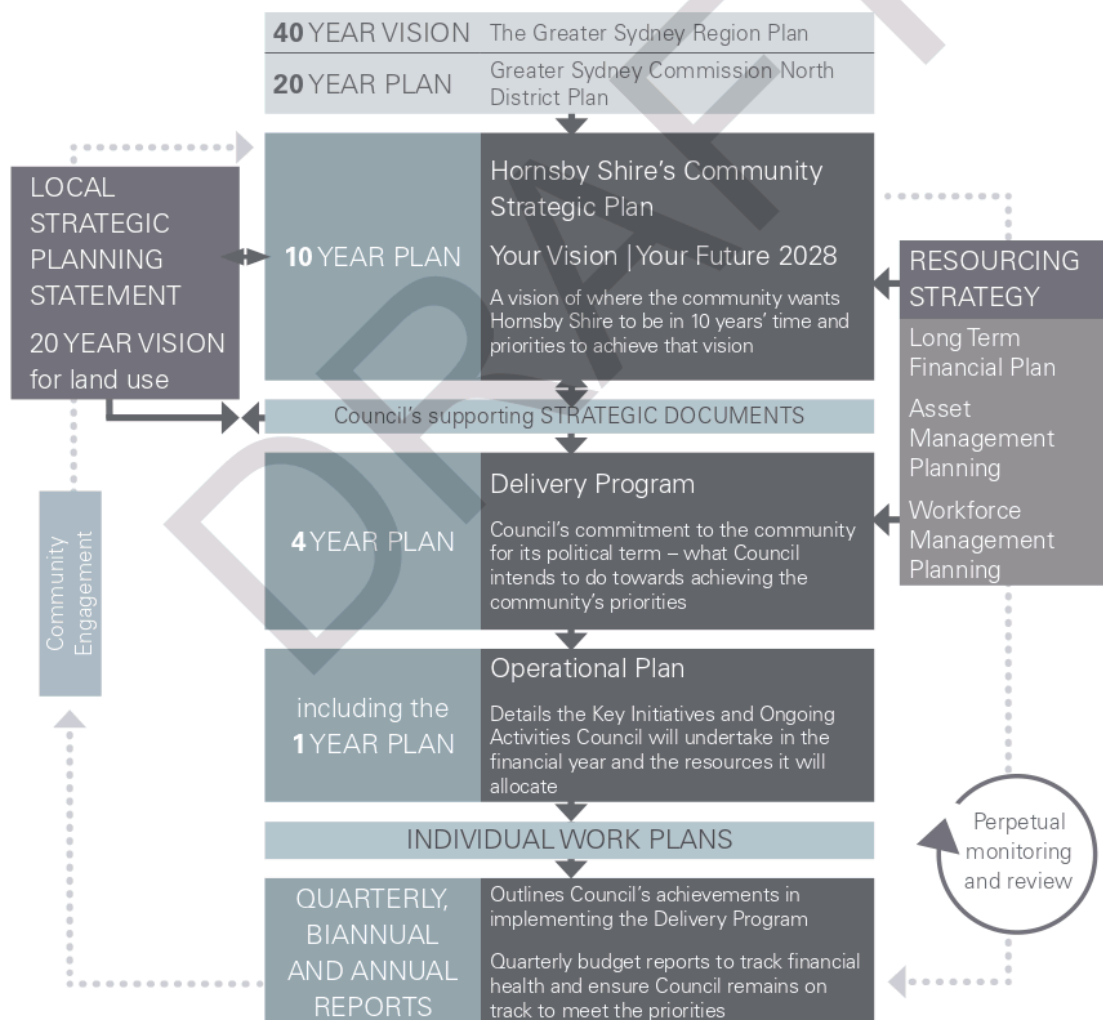 40 YEAR VISION The Greater Sydney Region Plan
20 YEAR PLAN Greater Sydney Commission North
District Plan
LOCAL
STRATEGIC
PLANNING
STATEMENT
20 YEAR VISION
for land use
10 YEAR PLAN
Hornsby Shire's Community
Strategic Plan
Your Vision | Your Future 2028
A vision of where the community wants
Hornsby Shire to be in 10 years' time and
priorities to achieve that vision
RESOURCING
STRATEGY
Long Term
Financial Plan
Asset
Management
Planning
Workforce
Management
Planning
Council's supporting STRATEGIC DOCUMENTS
4 YEAR PLAN
Delivery Program
Council's commitment to the community
for its political term – what Council
intends to do towards achieving the
community's priorities
Community
Engagement
including the
1 YEAR PLAN
Operational Plan
Details the Key Initiatives and Ongoing
Activities Council will undertake in the
financial year and the resources it will
allocate
INDIVIDUAL WORK PLANS
Perpetual
monitoring
and review
QUARTERLY,
BIANNUAL
AND ANNUAL
REPORTS
Outlines Council's achievements in
implementing the Delivery Program
Quarterly budget reports to track financial
health and ensure Council remains on
track to meet the priorities
DRAFT